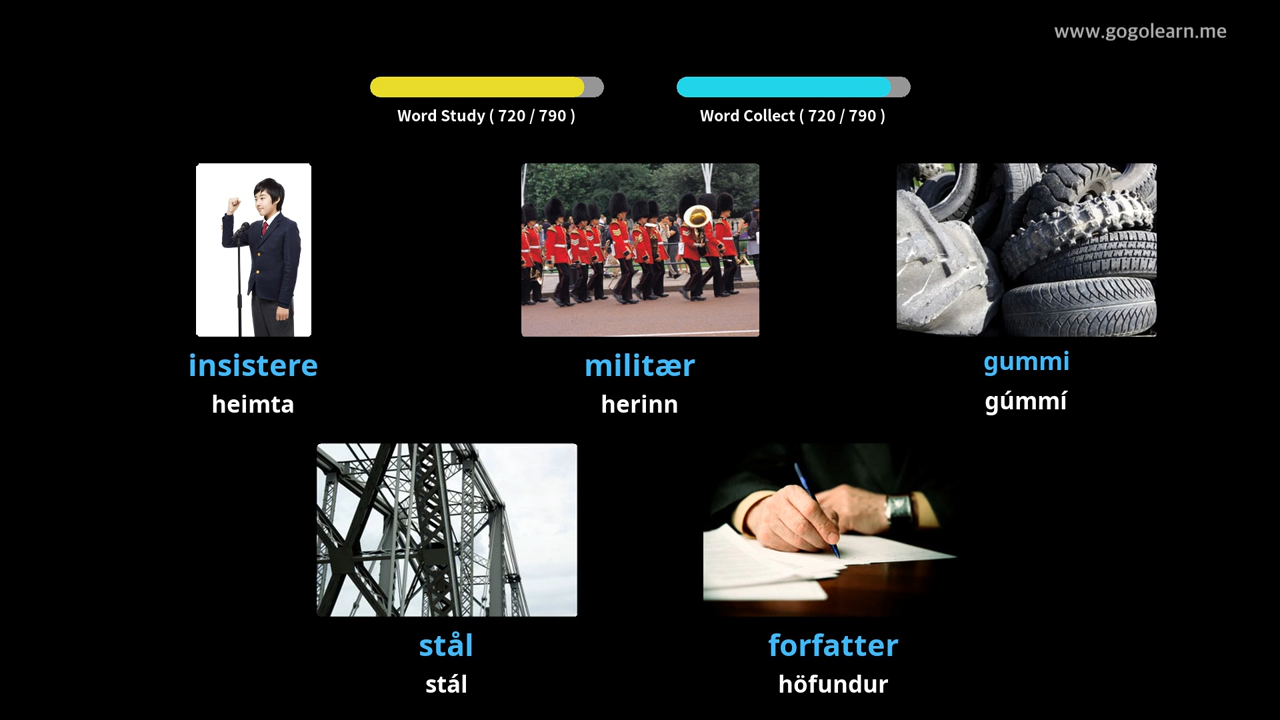 www.gogolearn.me
Word Study ( 720 / 790 )
Word Collect ( 720 / 790 )
insistere
heimta
militær
herinn
gummi
gúmmí
stål
stál
forfatter
höfundur